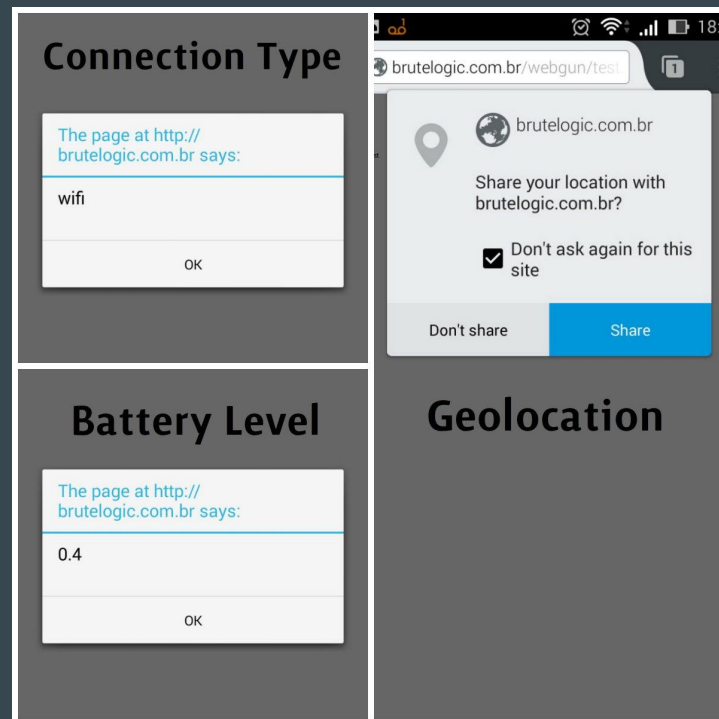 Connection Type
The page at http://
brutelogic.com.br says:
wifi
OK
Battery Level
The page at http://
brutelogic.com.br says:
0.4
OK
18:
brutelogic.com.br/webgun/test
1
brutelogic.com.br
Share your location with
brutelogic.com.br?
Don't ask again for this
site
Don't share
Share
Geolocation